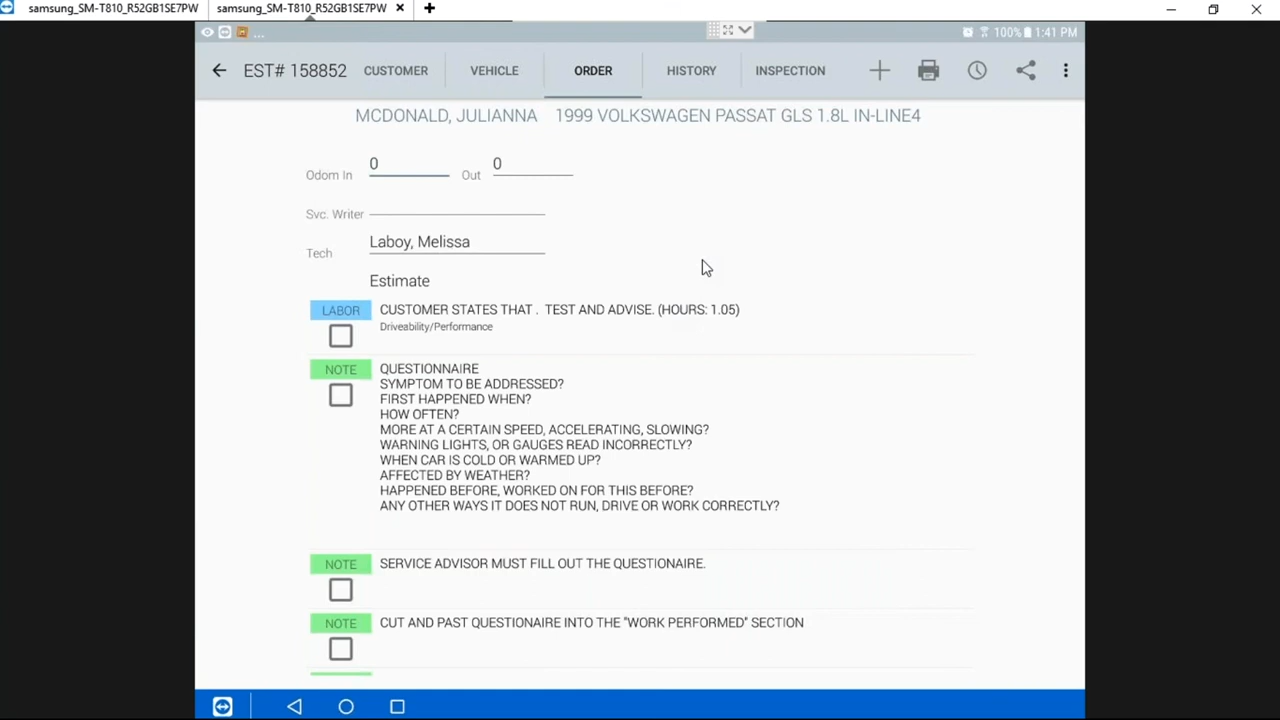 samsung_SM-T810_R52GB1SE7PW samsung_SM-T810_R52GB1SE7PW
... 100% 1:41 PM
EST# 158852 CUSTOMER VEHICLE ORDER HISTORY INSPECTION
MCDONALD, JULIANNA 1999 VOLKSWAGEN PASSAT GLS 1.8L IN-LINE4
Odom In 0 Out 0
Svc. Writer
Tech Laboy, Melissa
Estimate
LABOR CUSTOMER STATES THAT . TEST AND ADVISE. (HOURS: 1.05)
Driveability/Performance
NOTE QUESTIONNAIRE
SYMPTOM TO BE ADDRESSED?
FIRST HAPPENED WHEN?
HOW OFTEN?
MORE AT A CERTAIN SPEED, ACCELERATING, SLOWING?
WARNING LIGHTS, OR GAUGES READ INCORRECTLY?
WHEN CAR IS COLD OR WARMED UP?
AFFECTED BY WEATHER?
HAPPENED BEFORE, WORKED ON FOR THIS BEFORE?
ANY OTHER WAYS IT DOES NOT RUN, DRIVE OR WORK CORRECTLY?
NOTE SERVICE ADVISOR MUST FILL OUT THE QUESTIONAIRE.
NOTE CUT AND PAST QUESTIONAIRE INTO THE "WORK PERFORMED" SECTION